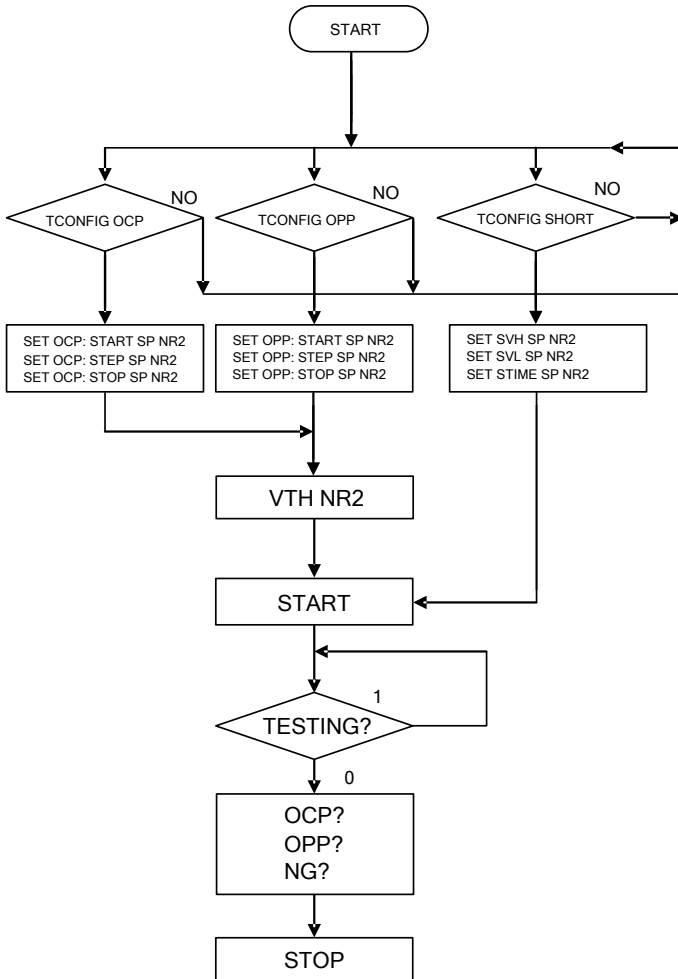 START
NO
NO
NO
TCONFIG OCP
TCONFIG OPP
TCONFIG SHORT
SET OCP: START SP NR2
SET OCP: STEP SP NR2
SET OCP: STOP SP NR2
SET OPP: START SP NR2
SET OPP: STEP SP NR2
SET OPP: STOP SP NR2
SET SVH SP NR2
SET SVL SP NR2
SET STIME SP NR2
VTH NR2
START
1
TESTING?
0
OCP?
OPP?
NG?
STOP